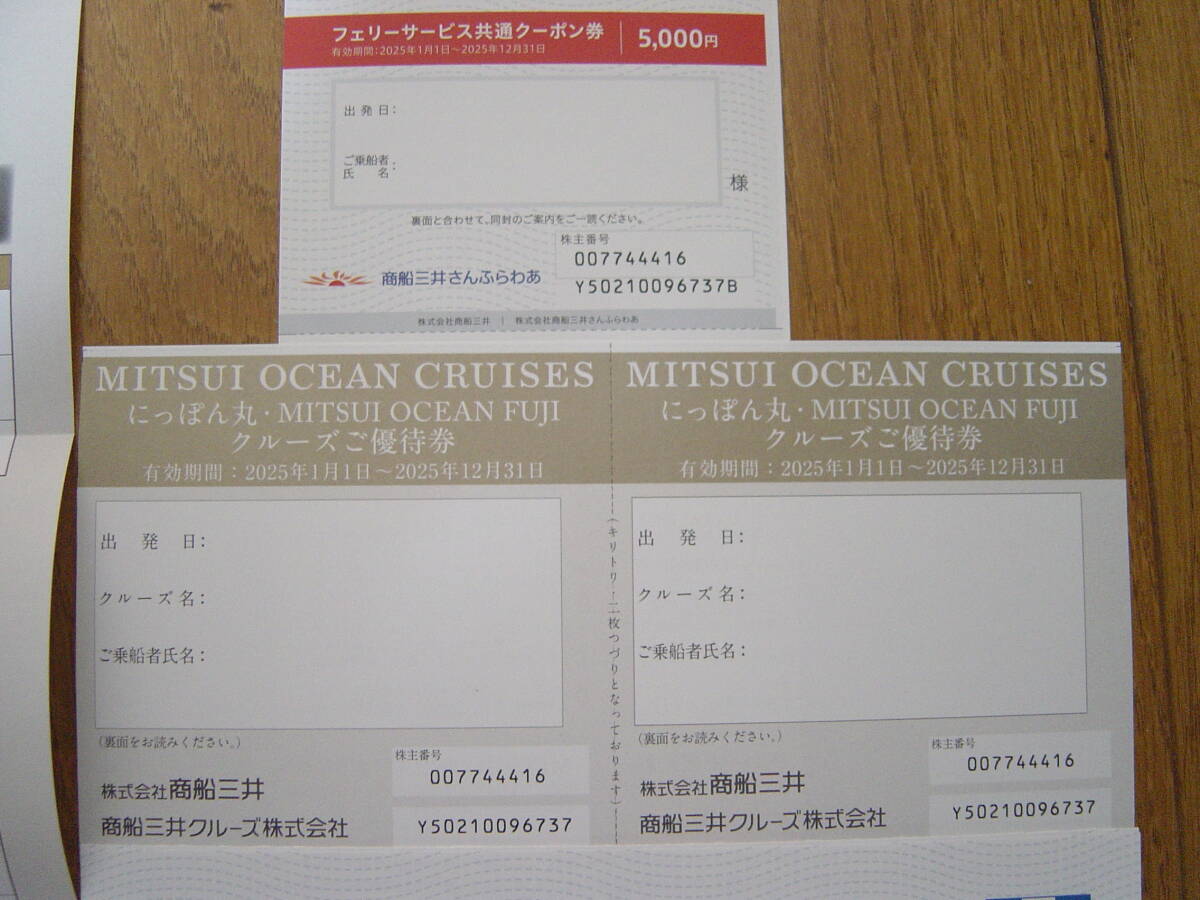 フェリーサービス共通クーポン券 5,000円
有効期間:2025年1月1日~2025年12月31日
出発日:
ご乗船者
氏名:
様
裏面と合わせて、同封のご案内をご一読ください。
株主番号
007744416
商船三井さんふらわあ
Y50210096737B
株式会社商船三井 | 株式会社商船三井さんふらわあ
MITSUI OCEAN CRUISES
にっぽん丸・MITSUI OCEAN FUJI
クルーズご優待券
有効期間:2025年1月1日~2025年12月31日
出発日:
クルーズ名:
ご乗船者氏名:
(裏面をお読みください。)
株主番号
007744416
株式会社商船三井
商船三井クルーズ株式会社
Y50210096737
(キリトリ・二枚つづりとなっております)
MITSUI OCEAN CRUISES
にっぽん丸・MITSUI OCEAN FUJI
クルーズご優待券
有効期間:2025年1月1日~2025年12月31日
出発日:
クルーズ名:
ご乗船者氏名:
(裏面をお読みください。)
株主番号
007744416
株式会社商船三井
商船三井クルーズ株式会社
Y50210096737